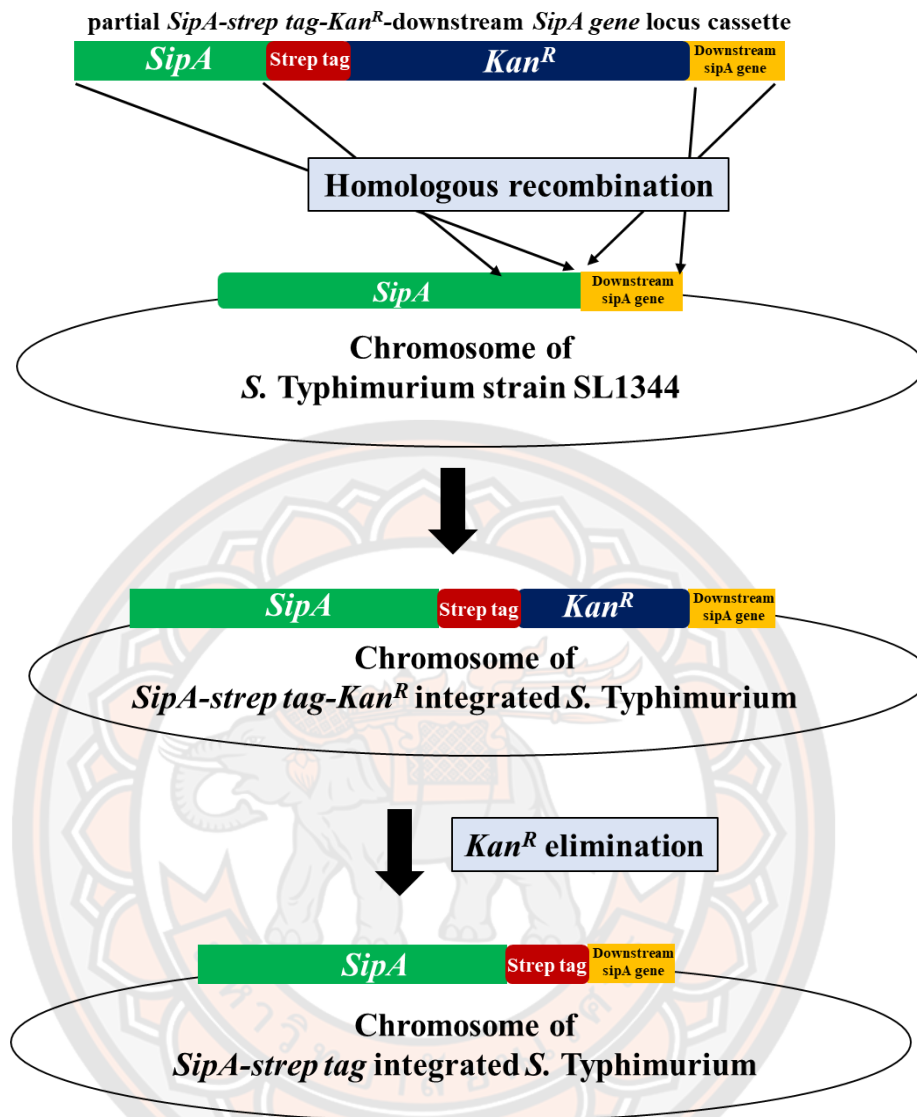 partial SipA-strep tag-Kanᴿ-downstream SipA gene locus cassette
SipA Strep tag Kanᴿ Downstream
sipA gene
Homologous recombination
SipA Downstream
sipA gene
Chromosome of
S. Typhimurium strain SL1344
SipA Strep tag Kanᴿ Downstream
sipA gene
Chromosome of
SipA-strep tag-Kanᴿ integrated S. Typhimurium
Kanᴿ elimination
SipA Strep tag Downstream
sipA gene
Chromosome of
SipA-strep tag integrated S. Typhimurium